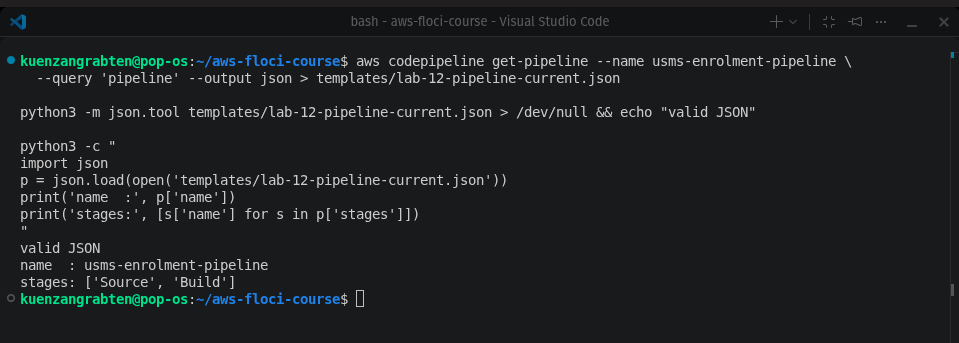 bash - aws-floci-course - Visual Studio Code
kuenzangrabten@pop-os:~/aws-floci-course$ aws codepipeline get-pipeline --name usms-enrolment-pipeline \
  --query 'pipeline' --output json > templates/lab-12-pipeline-current.json

python3 -m json.tool templates/lab-12-pipeline-current.json > /dev/null && echo "valid JSON"

python3 -c "
import json
p = json.load(open('templates/lab-12-pipeline-current.json'))
print('name  :', p['name'])
print('stages:', [s['name'] for s in p['stages']])
"
valid JSON
name  : usms-enrolment-pipeline
stages: ['Source', 'Build']
kuenzangrabten@pop-os:~/aws-floci-course$